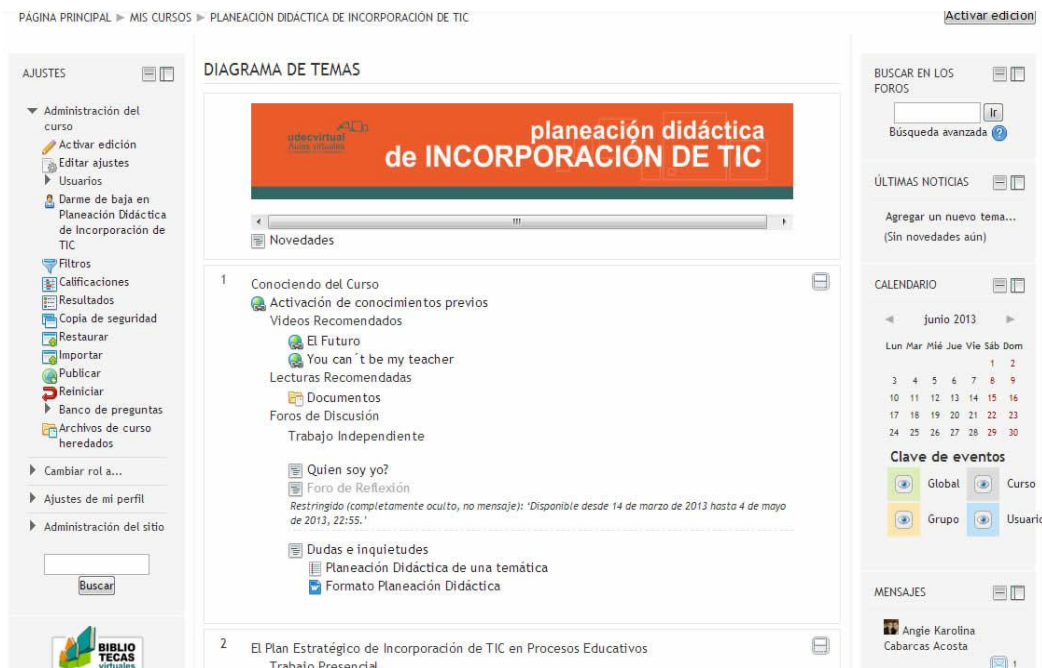 PÁGINA PRINCIPAL ► MIS CURSOS ► PLANEACIÓN DIDÁCTICA DE INCORPORACIÓN DE TIC
Activar edición
AJUSTES
Administración del
curso
Activar edición
Editar ajustes
Usuarios
Darme de baja en
Planeación Didáctica
de Incorporación de
TIC
Filtros
Calificaciones
Resultados
Copia de seguridad
Restaurar
Importar
Publicar
Reiniciar
Banco de preguntas
Archivos de curso
heredados
Cambiar rol a...
Ajustes de mi perfil
Administración del sitio
Buscar
BIBLIO
TECAS
virtuales
DIAGRAMA DE TEMAS
udecvirtual
Aulas virtuales
planeación didáctica
de INCORPORACIÓN DE TIC
Novedades
1
Conociendo del Curso
Activación de conocimientos previos
Videos Recomendados
El Futuro
You can´t be my teacher
Lecturas Recomendadas
Documentos
Foros de Discusión
Trabajo Independiente
Quien soy yo?
Foro de Reflexión
Restringido (completamente oculto, no mensaje): 'Disponible desde 14 de marzo de 2013 hasta 4 de mayo
de 2013, 22:55.'
Dudas e inquietudes
Planeación Didáctica de una temática
Formato Planeación Didáctica
2
El Plan Estratégico de Incorporación de TIC en Procesos Educativos
Trabajo Presencial
BUSCAR EN LOS
FOROS
Ir
Búsqueda avanzada
ÚLTIMAS NOTICIAS
Agregar un nuevo tema...
(Sin novedades aún)
CALENDARIO
◄ junio 2013 ►
Lun Mar Mié Jue Vie Sáb Dom
1 2
3 4 5 6 7 8 9
10 11 12 13 14 15 16
17 18 19 20 21 22 23
24 25 26 27 28 29 30
Clave de eventos
Global Curso
Grupo Usuario
MENSAJES
Angie Karolina
Cabarcas Acosta
1